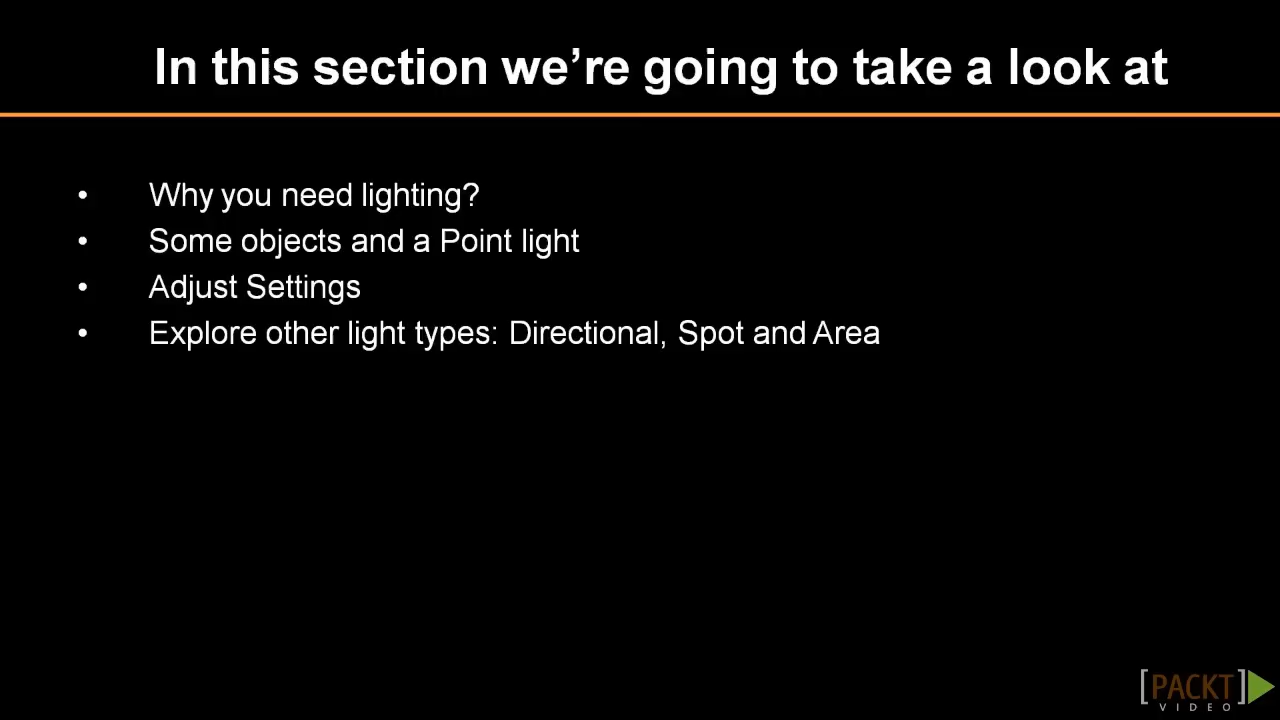 In this section we’re going to take a look at
• Why you need lighting?
• Some objects and a Point light
• Adjust Settings
• Explore other light types: Directional, Spot and Area
[PACKT]
VIDEO